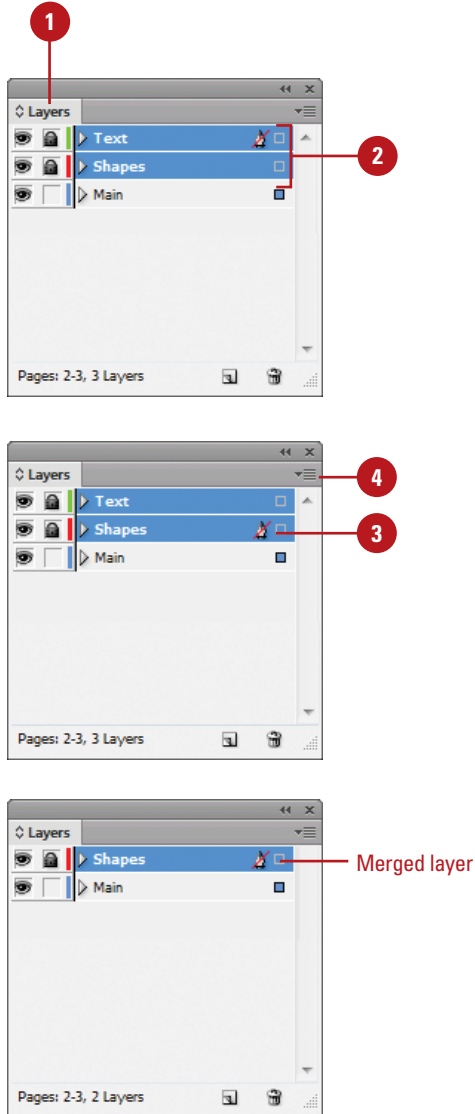 1
Layers
Text
Shapes
2
Main
Pages: 2-3, 3 Layers
Layers
4
Text
Shapes
3
Main
Pages: 2-3, 3 Layers
Layers
Shapes
Merged layer
Main
Pages: 2-3, 2 Layers